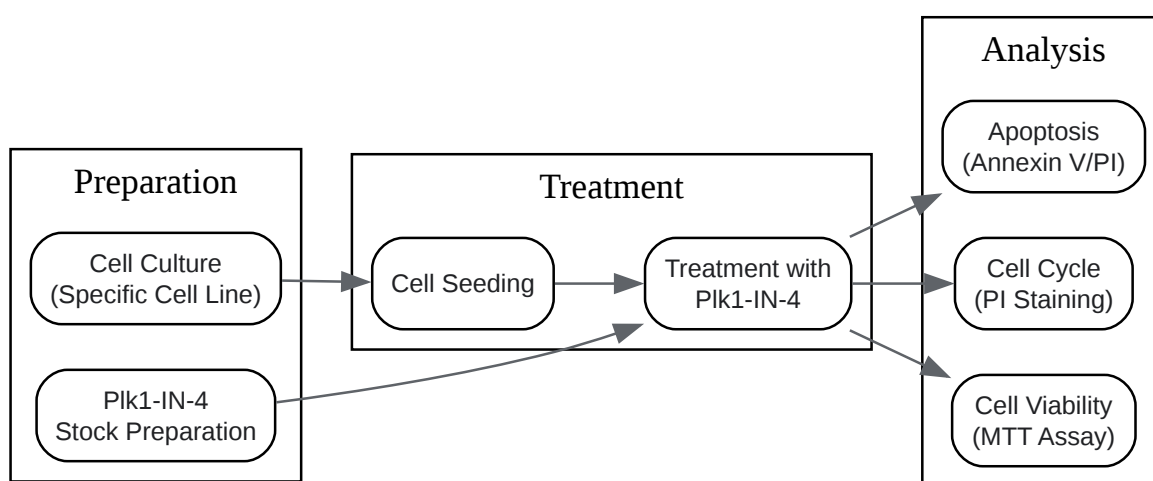 Preparation
Cell Culture
(Specific Cell Line)
Plk1-IN-4
Stock Preparation
Treatment
Cell Seeding
Treatment with
Plk1-IN-4
Analysis
Apoptosis
(Annexin V/PI)
Cell Cycle
(PI Staining)
Cell Viability
(MTT Assay)